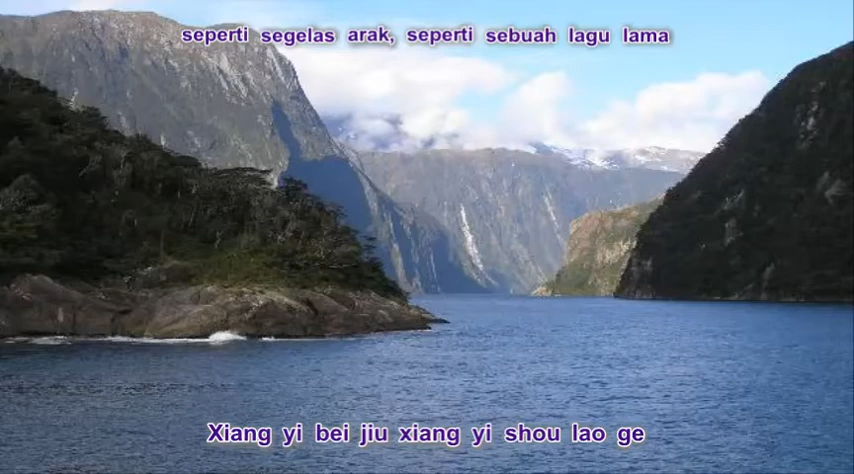 seperti segelas arak, seperti sebuah lagu lama
Xiang yi bei jiu xiang yi shou lao ge